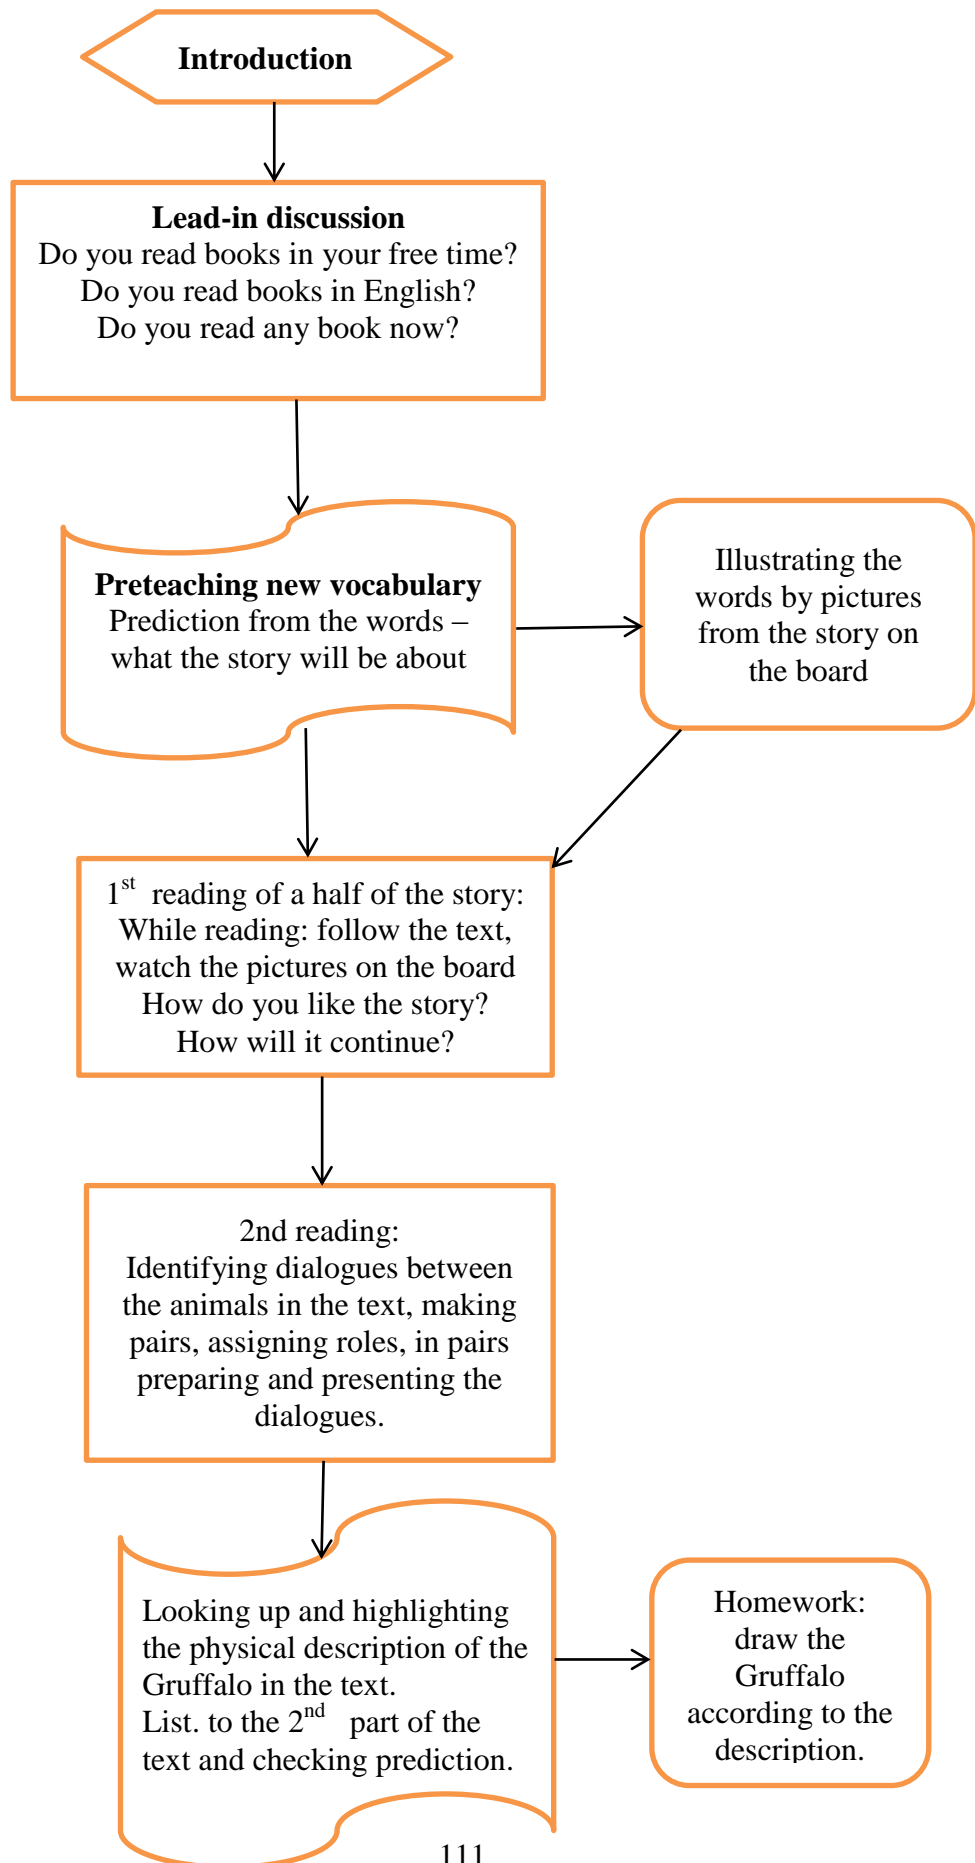 Introduction
Lead-in discussion
Do you read books in your free time?
Do you read books in English?
Do you read any book now?
Preteaching new vocabulary
Prediction from the words –
what the story will be about
Illustrating the
words by pictures
from the story on
the board
1st reading of a half of the story:
While reading: follow the text,
watch the pictures on the board
How do you like the story?
How will it continue?
2nd reading:
Identifying dialogues between
the animals in the text, making
pairs, assigning roles, in pairs
preparing and presenting the
dialogues.
Looking up and highlighting
the physical description of the
Gruffalo in the text.
List. to the 2nd part of the
text and checking prediction.
Homework:
draw the
Gruffalo
according to the
description.
111